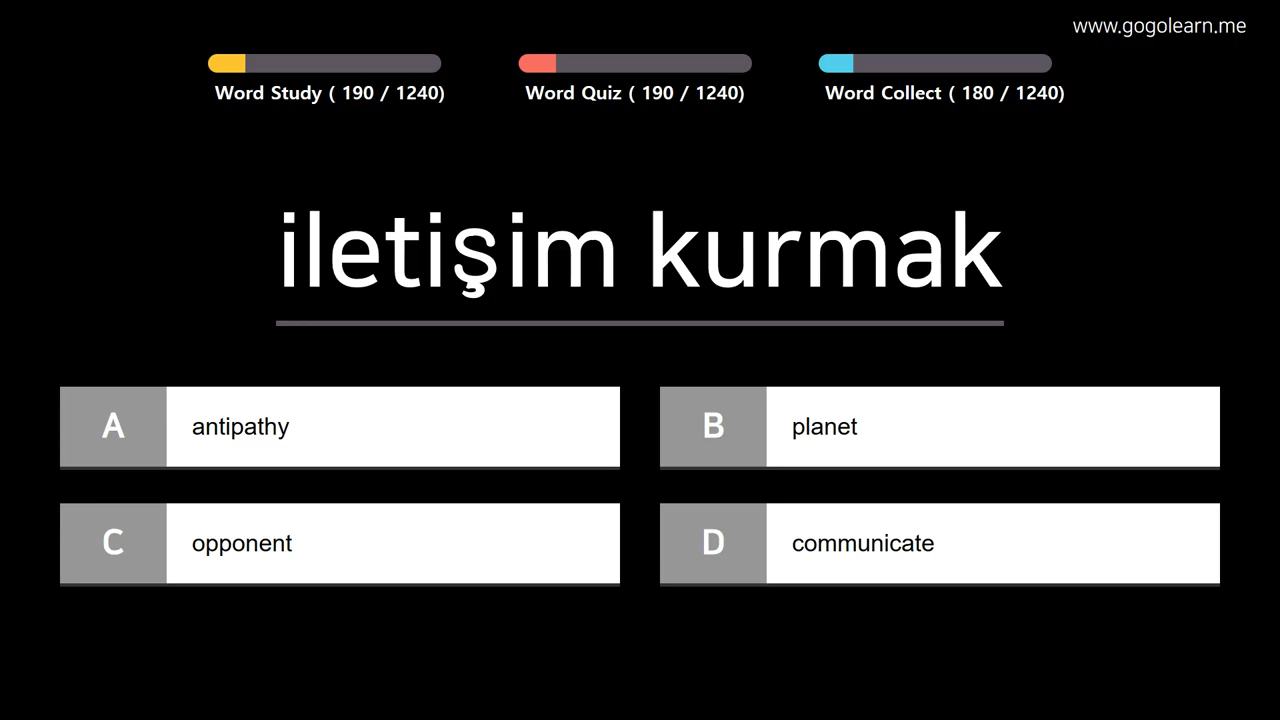 www.gogolearn.me
Word Study ( 190 / 1240)
Word Quiz ( 190 / 1240)
Word Collect ( 180 / 1240)
iletişim kurmak
A antipathy
B planet
C opponent
D communicate